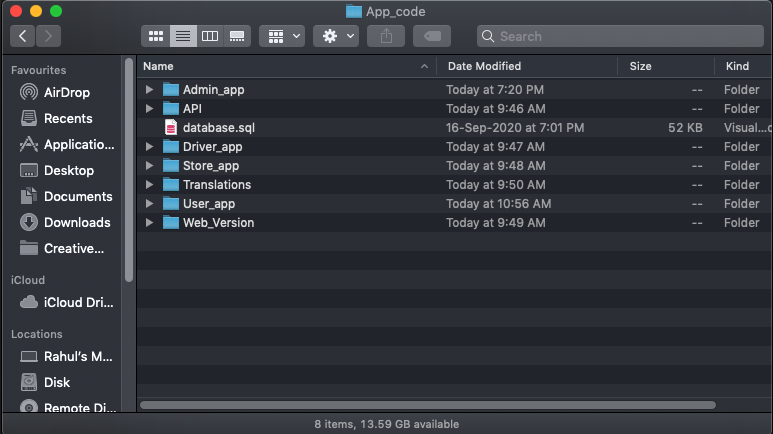 App_code
Search
Favourites
AirDrop
Recents
Applicatio...
Desktop
Documents
Downloads
Creative...
iCloud
iCloud Dri...
Locations
Rahul's M...
Disk
Remote Di...
Name Date Modified Size Kind
Admin_app Today at 7:20 PM -- Folder
API Today at 9:46 AM -- Folder
database.sql 16-Sep-2020 at 7:01 PM 52 KB Visual...c
Driver_app Today at 9:47 AM -- Folder
Store_app Today at 9:48 AM -- Folder
Translations Today at 9:50 AM -- Folder
User_app Today at 10:56 AM -- Folder
Web_Version Today at 9:49 AM -- Folder
8 items, 13.59 GB available